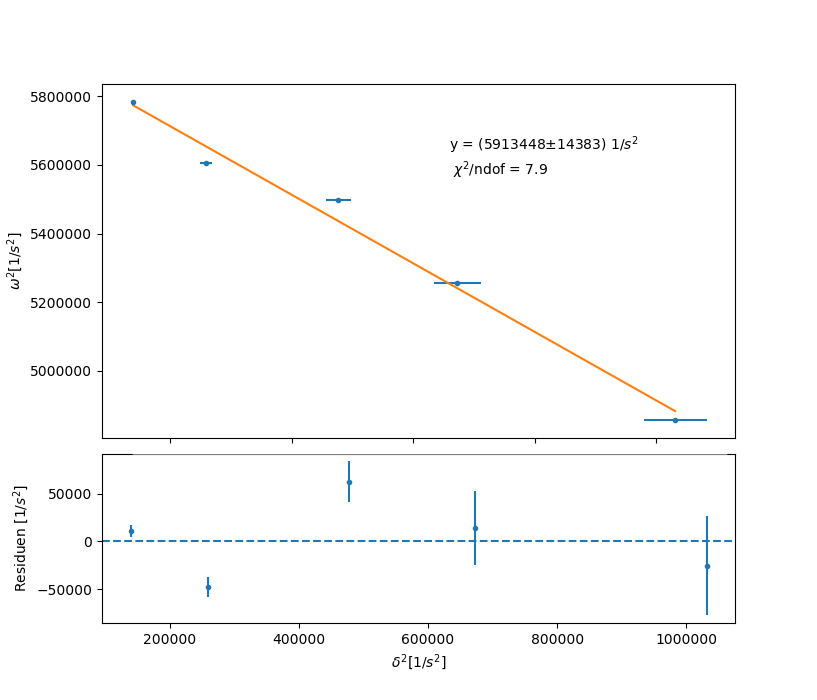 5800000
5600000
5400000
5200000
5000000
ω²[1/s²]
y = (5913448±14383) 1/s²
χ²/ndof = 7.9
50000
0
−50000
Residuen [1/s²]
200000 400000 600000 800000 1000000
δ²[1/s²]